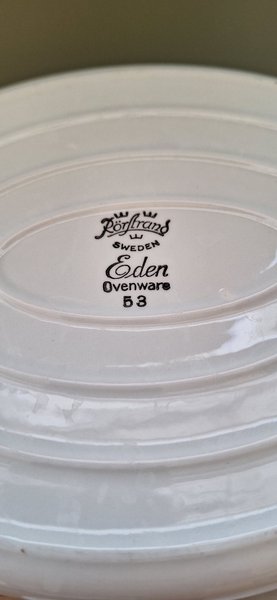 Rörstrand
SWEDEN
Eden
Ovenware
53